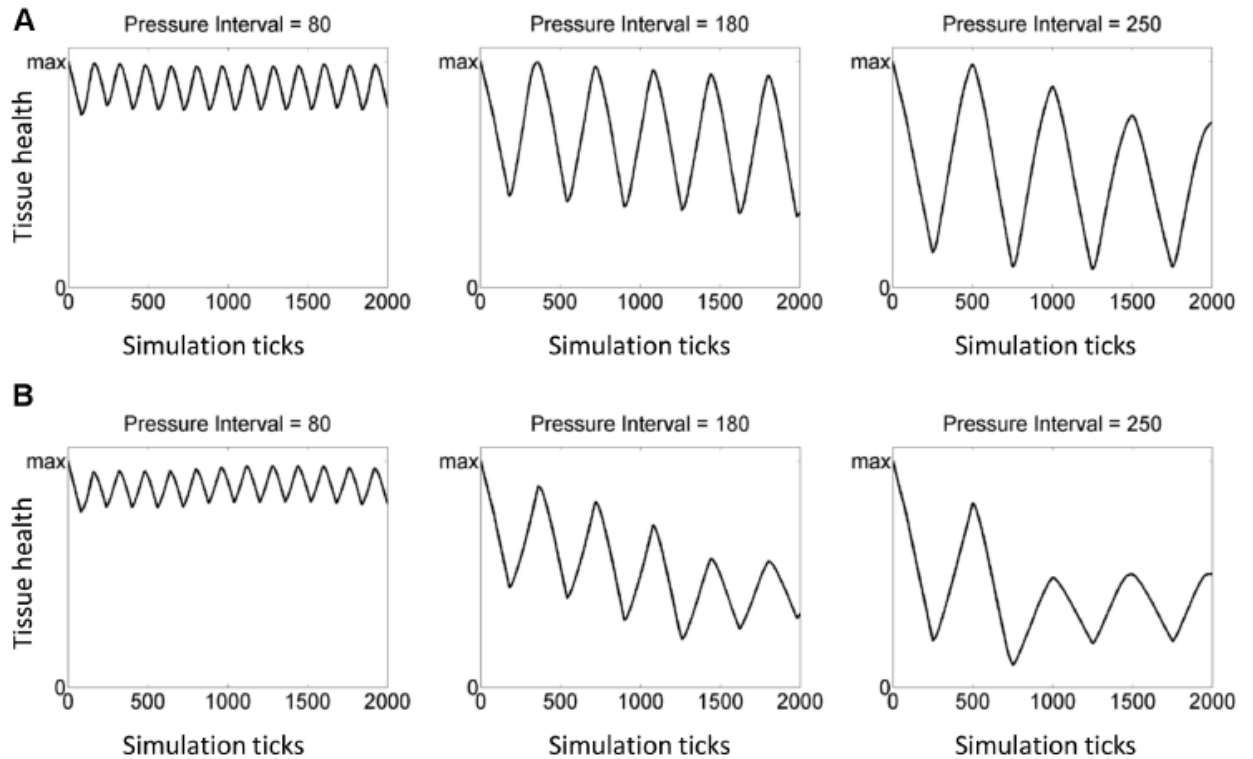 A
Pressure Interval = 80
Pressure Interval = 180
Pressure Interval = 250
Tissue health
max
0
0 500 1000 1500 2000
Simulation ticks
max
0
0 500 1000 1500 2000
Simulation ticks
max
0
0 500 1000 1500 2000
Simulation ticks
B
Pressure Interval = 80
Pressure Interval = 180
Pressure Interval = 250
Tissue health
max
0
0 500 1000 1500 2000
Simulation ticks
max
0
0 500 1000 1500 2000
Simulation ticks
max
0
0 500 1000 1500 2000
Simulation ticks